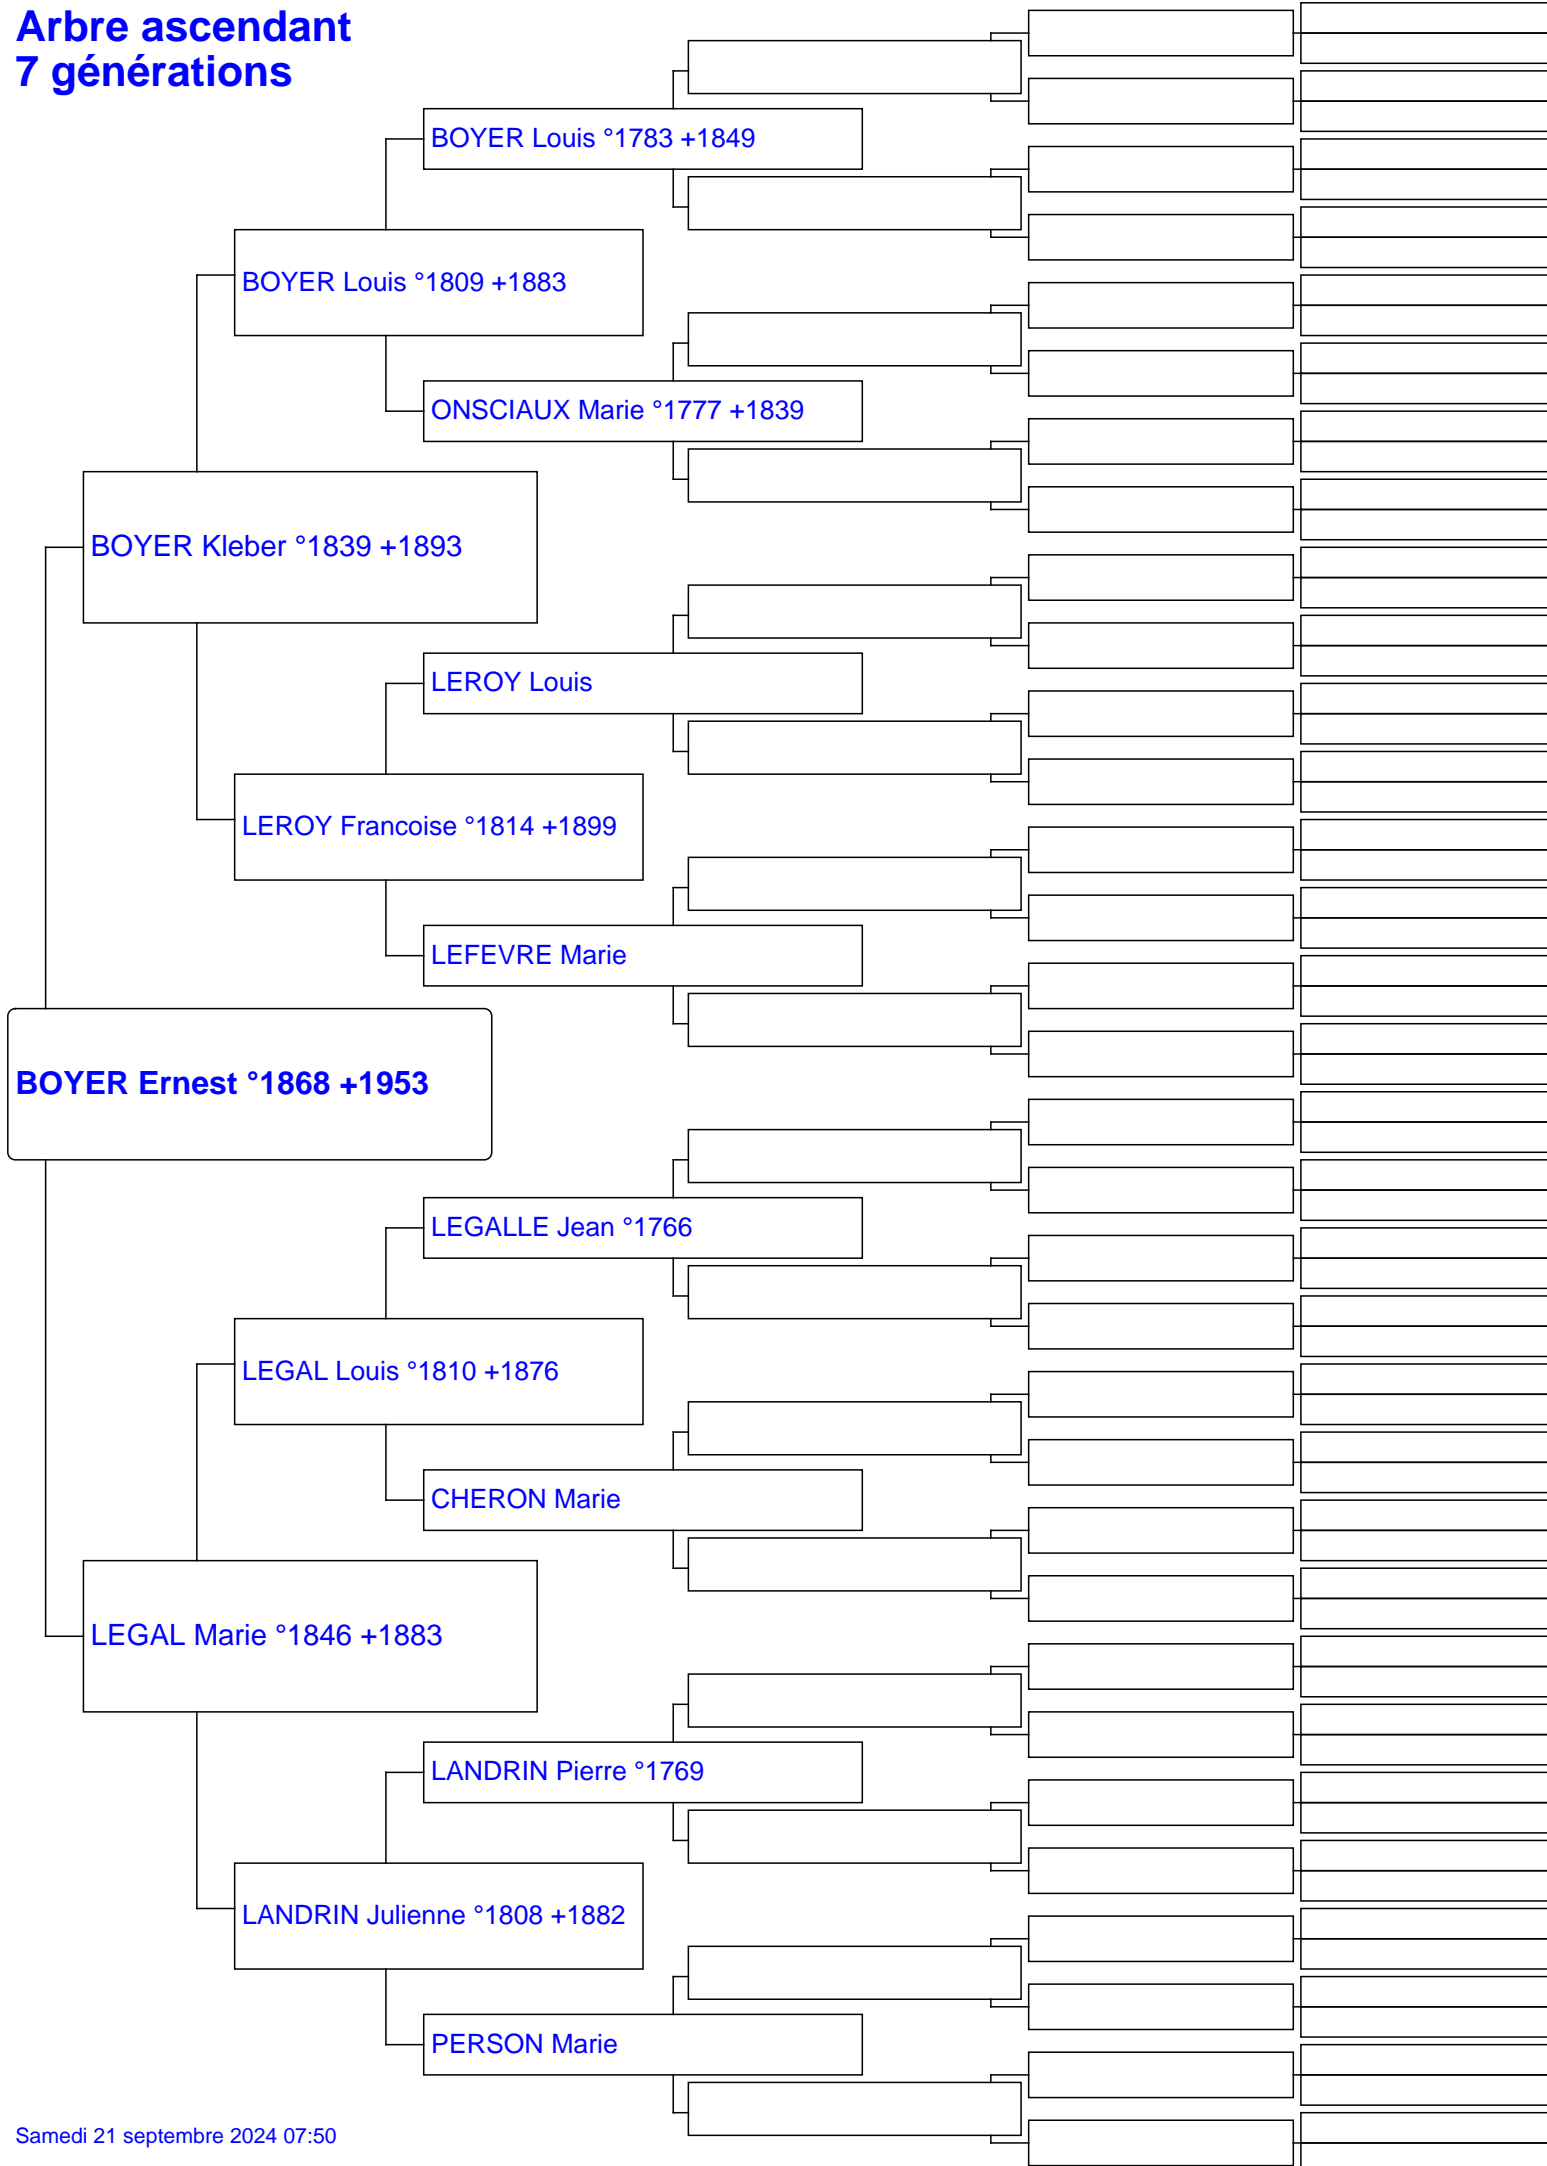 Arbre ascendant
7 générations
BOYER Louis °1783 +1849
BOYER Louis °1809 +1883
ONSCIAUX Marie °1777 +1839
BOYER Kleber °1839 +1893
LEROY Louis
LEROY Francoise °1814 +1899
LEFEVRE Marie
BOYER Ernest °1868 +1953
LEGALLE Jean °1766
LEGAL Louis °1810 +1876
CHERON Marie
LEGAL Marie °1846 +1883
LANDRIN Pierre °1769
LANDRIN Julienne °1808 +1882
PERSON Marie
Samedi 21 septembre 2024 07:50